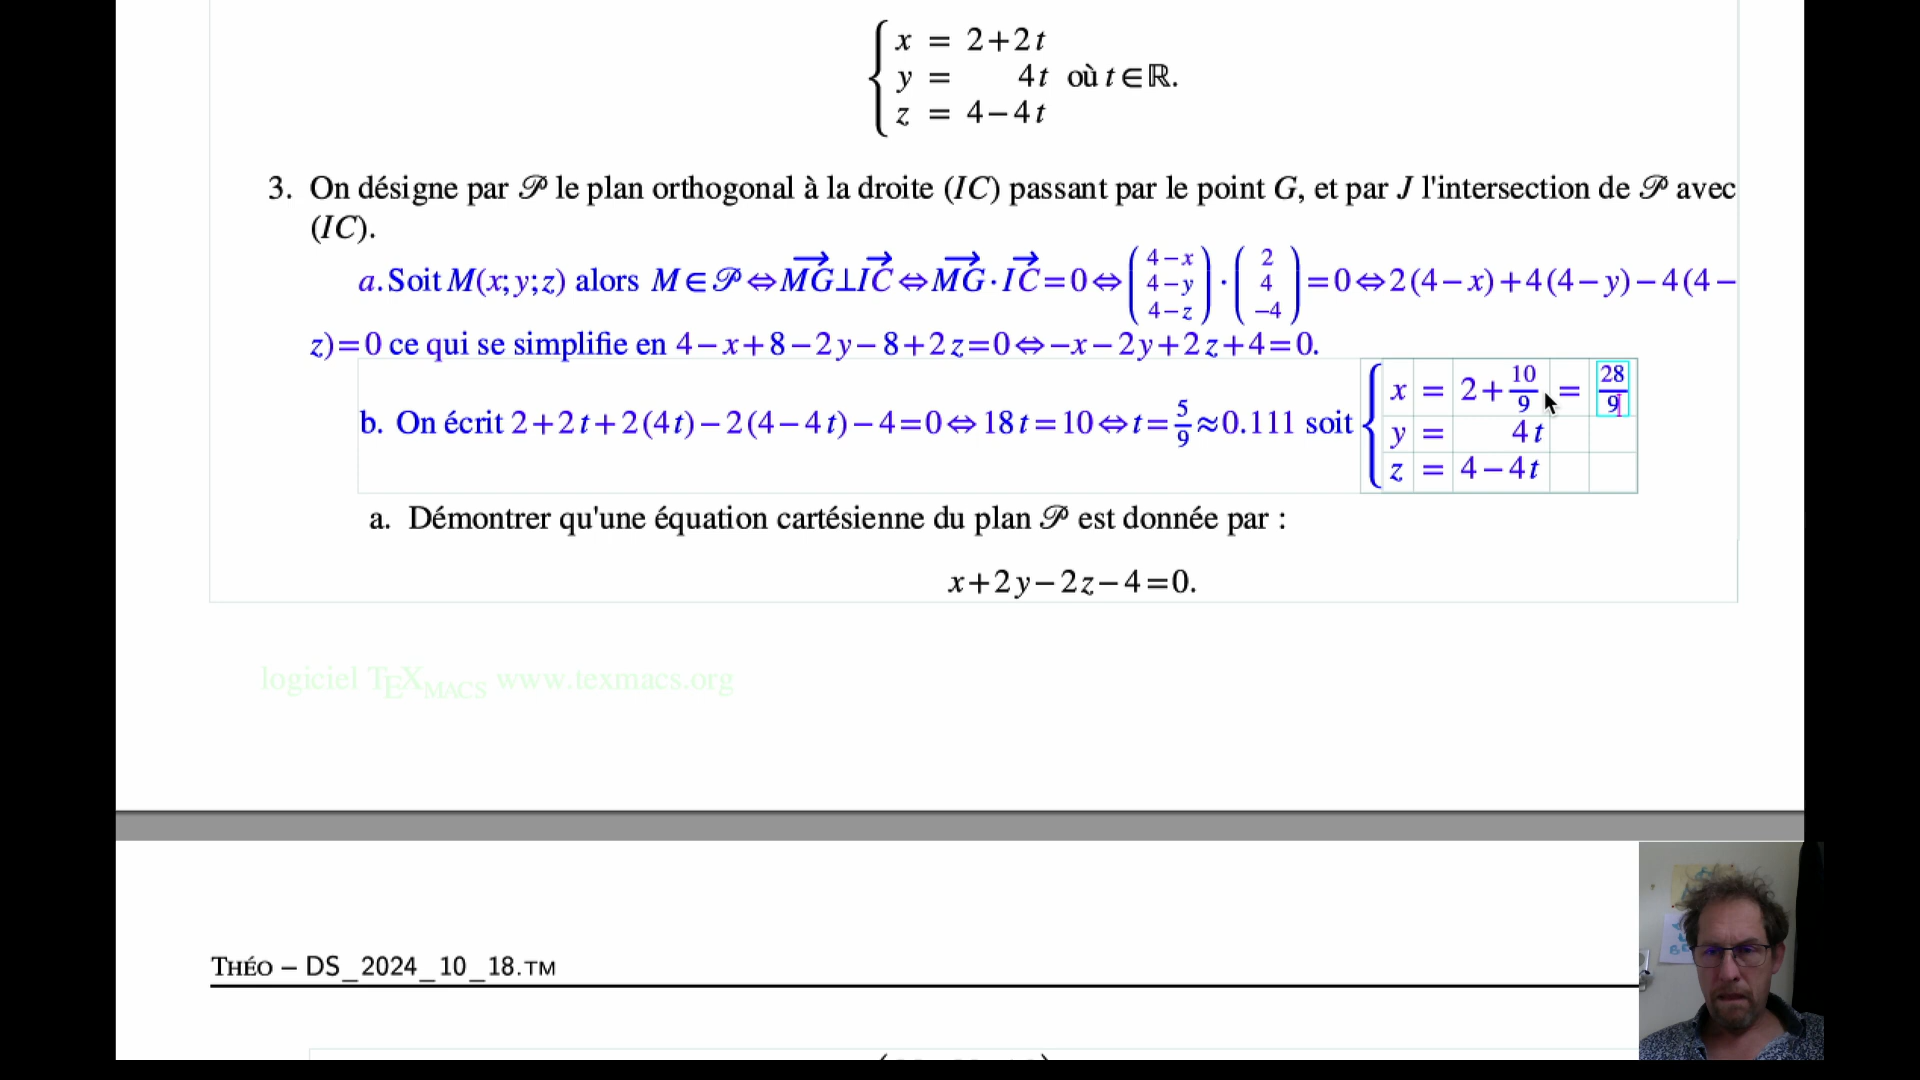 x = 2+2t
y = 4t où t∈ℝ.
z = 4−4t
3. On désigne par 𝒫 le plan orthogonal à la droite (IC) passant par le point G, et par J l'intersection de 𝒫 avec
(IC).
a. Soit M(x;y;z) alors M∈𝒫⇔MG⃗⊥IC⃗⇔MG⃗·IC⃗=0⇔(4−x 4−y 4−z)·(2 4 −4)=0⇔2(4−x)+4(4−y)−4(4−
z)=0 ce qui se simplifie en 4−x+8−2y−8+2z=0⇔−x−2y+2z+4=0.
b. On écrit 2+2t+2(4t)−2(4−4t)−4=0⇔18t=10⇔t=5/9≈0.111 soit
x = 2+10/9 = 28/9
y = 4t
z = 4−4t
a. Démontrer qu'une équation cartésienne du plan 𝒫 est donnée par :
x+2y−2z−4=0.
logiciel TEXMACS www.texmacs.org
THÉO – DS_2024_10_18.TM